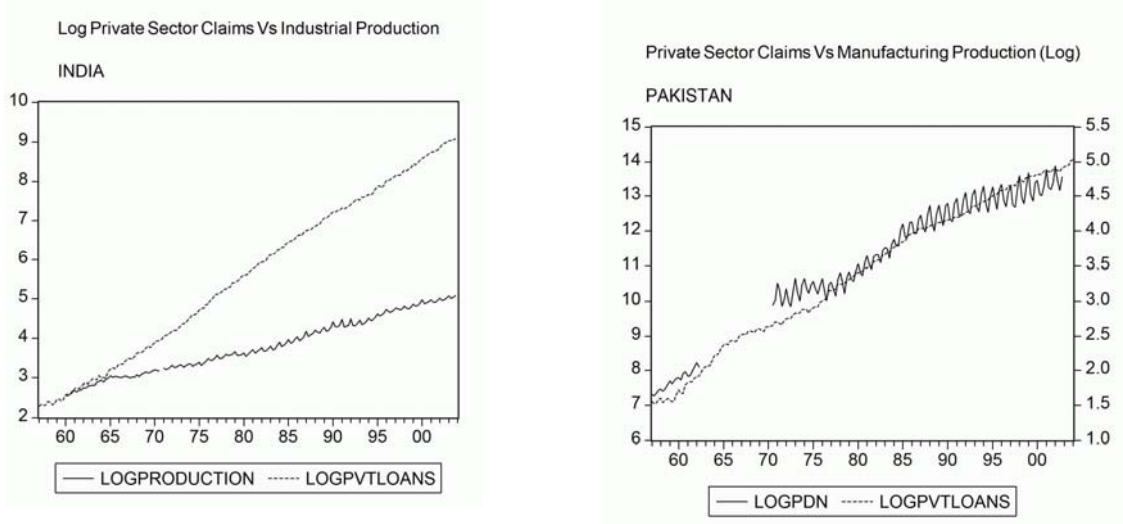 Log Private Sector Claims Vs Industrial Production
INDIA
10
9
8
7
6
5
4
3
2
60 65 70 75 80 85 90 95 00
LOGPRODUCTION LOGPVTLOANS
Private Sector Claims Vs Manufacturing Production (Log)
PAKISTAN
15 5.5
14 5.0
13 4.5
12 4.0
11 3.5
10 3.0
9 2.5
8 2.0
7 1.5
6 1.0
60 65 70 75 80 85 90 95 00
LOGPDN LOGPVTLOANS